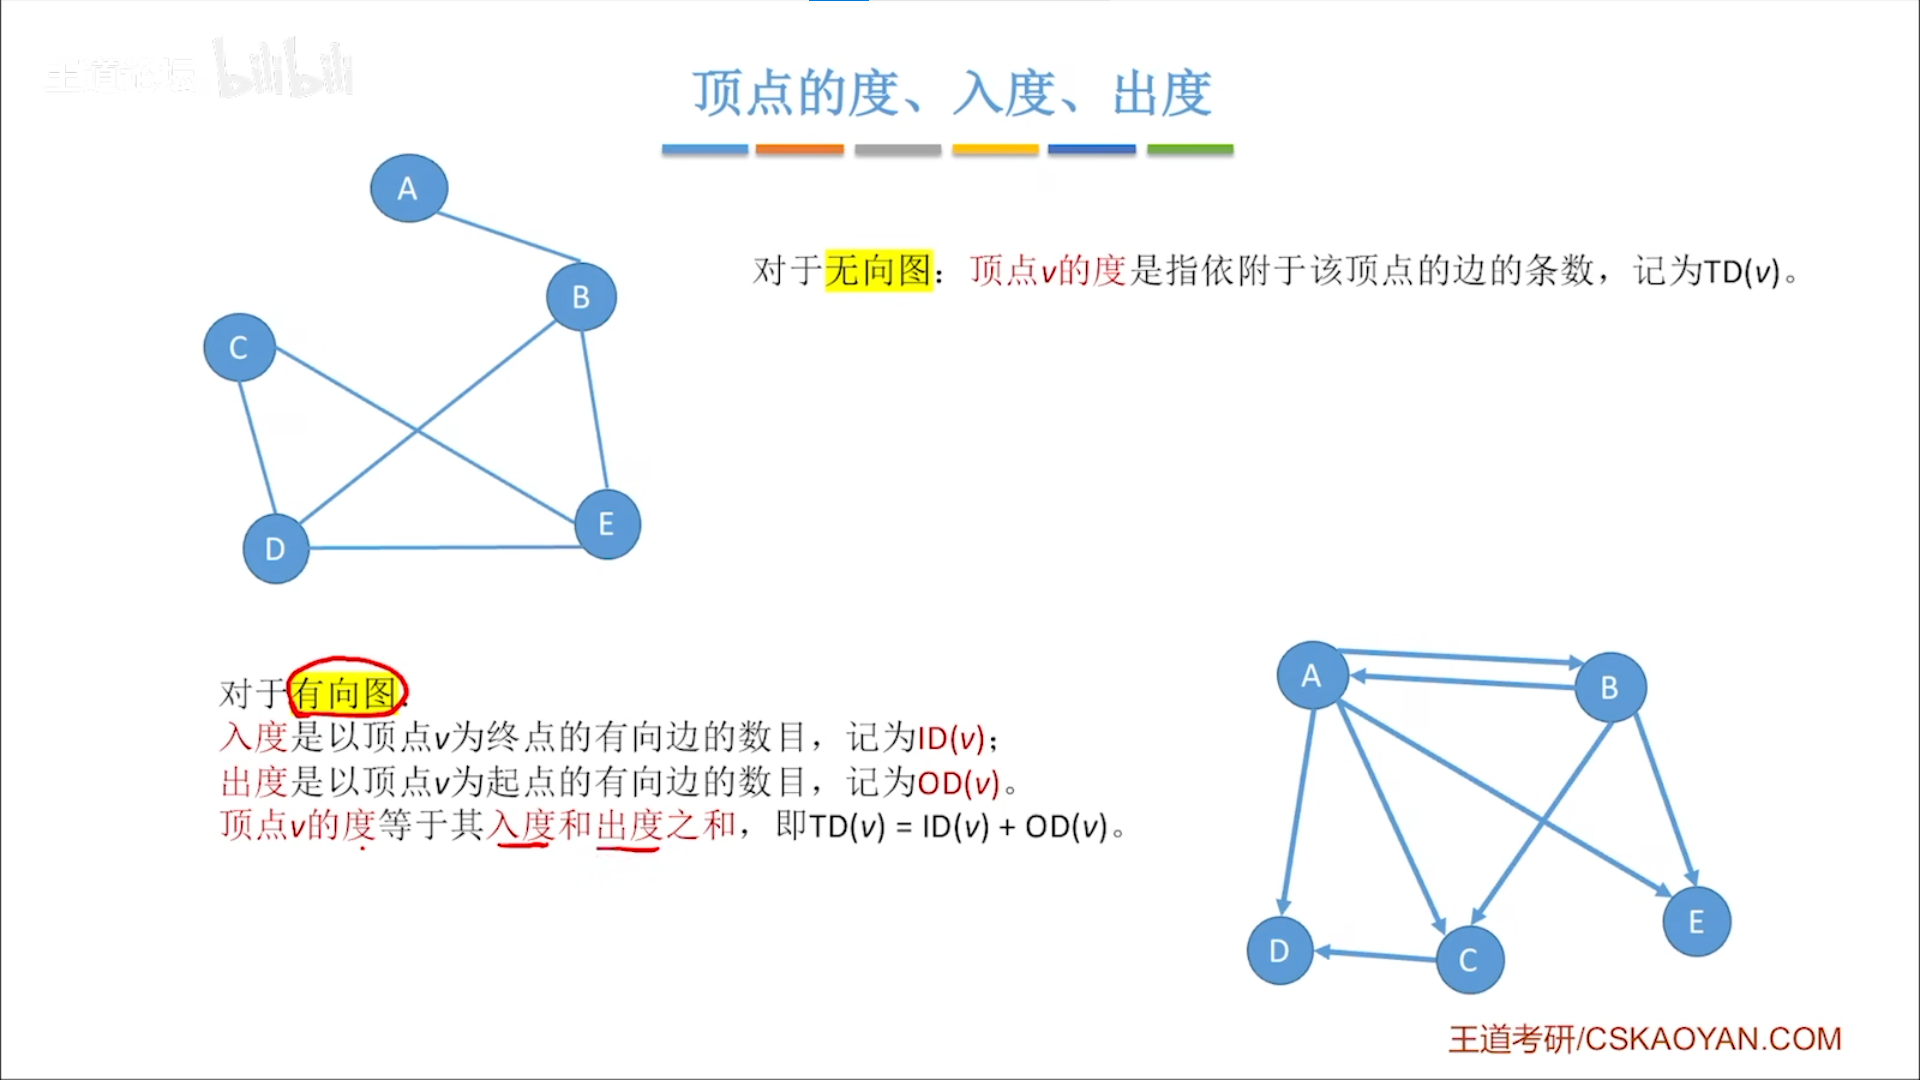 王道论坛 bilibili
顶点的度、入度、出度
A
B
C
D
E
对于无向图：顶点v的度是指依附于该顶点的边的条数，记为TD(v)。
对于有向图：
入度是以顶点v为终点的有向边的数目，记为ID(v)；
出度是以顶点v为起点的有向边的数目，记为OD(v)。
顶点v的度等于其入度和出度之和，即TD(v) = ID(v) + OD(v)。
A
B
D
C
E
王道考研/CSKAOYAN.COM